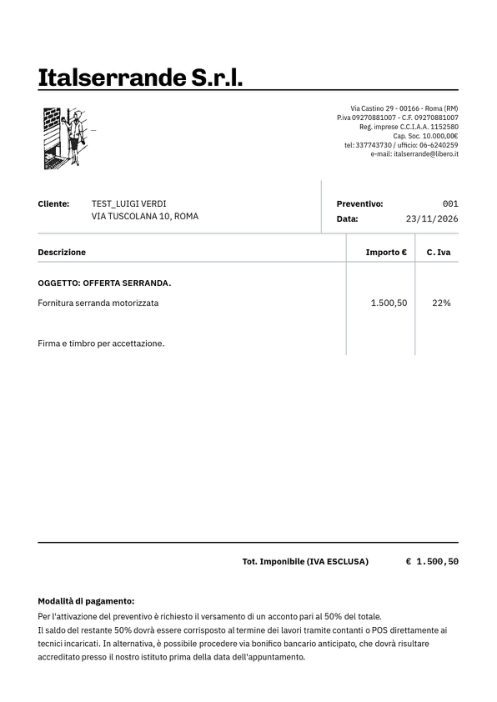 Italserrande S.r.l.
Via Castino 29 - 00166 - Roma (RM)
P.iva 09270881007 - C.F. 09270881007
Reg. imprese C.C.I.A.A. 1152580
Cap. Soc. 10.000,00€
tel: 337743730 / ufficio: 06-6240259
e-mail: italserrande@libero.it
Cliente: TEST_LUIGI VERDI
VIA TUSCOLANA 10, ROMA
Preventivo: 001
Data: 23/11/2026
Descrizione Importo € C. Iva
OGGETTO: OFFERTA SERRANDA.
Fornitura serranda motorizzata 1.500,50 22%
Firma e timbro per accettazione.
Tot. Imponibile (IVA ESCLUSA) € 1.500,50
Modalità di pagamento:
Per l'attivazione del preventivo è richiesto il versamento di un acconto pari al 50% del totale.
Il saldo del restante 50% dovrà essere corrisposto al termine dei lavori tramite contanti o POS direttamente ai
tecnici incaricati. In alternativa, è possibile procedere via bonifico bancario anticipato, che dovrà risultare
accreditato presso il nostro istituto prima della data dell'appuntamento.